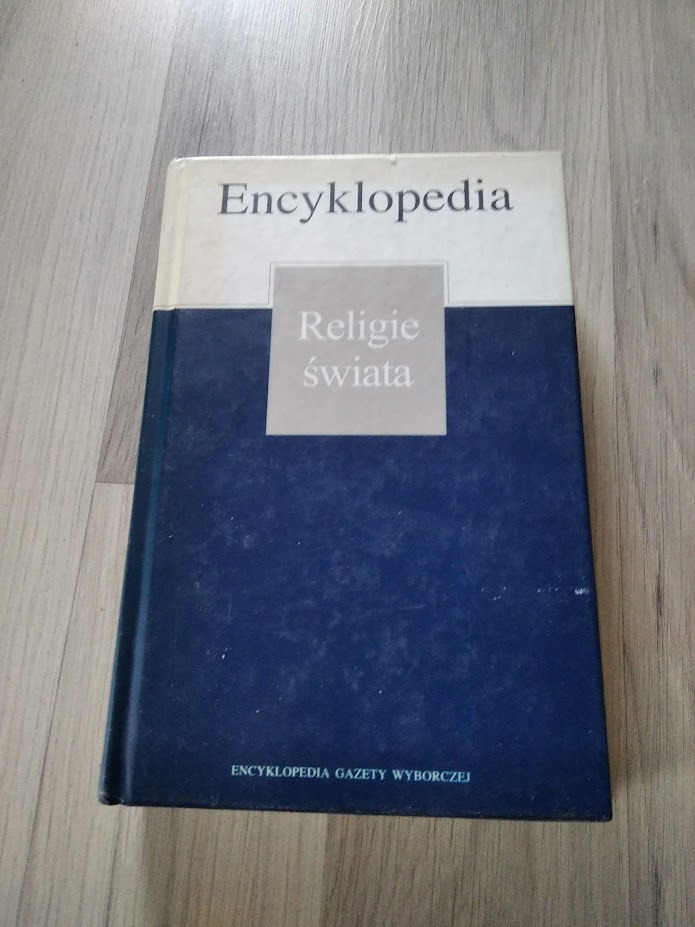 Encyklopedia
Religie
świata
ENCYKLOPEDIA GAZETY WYBORCZEJ